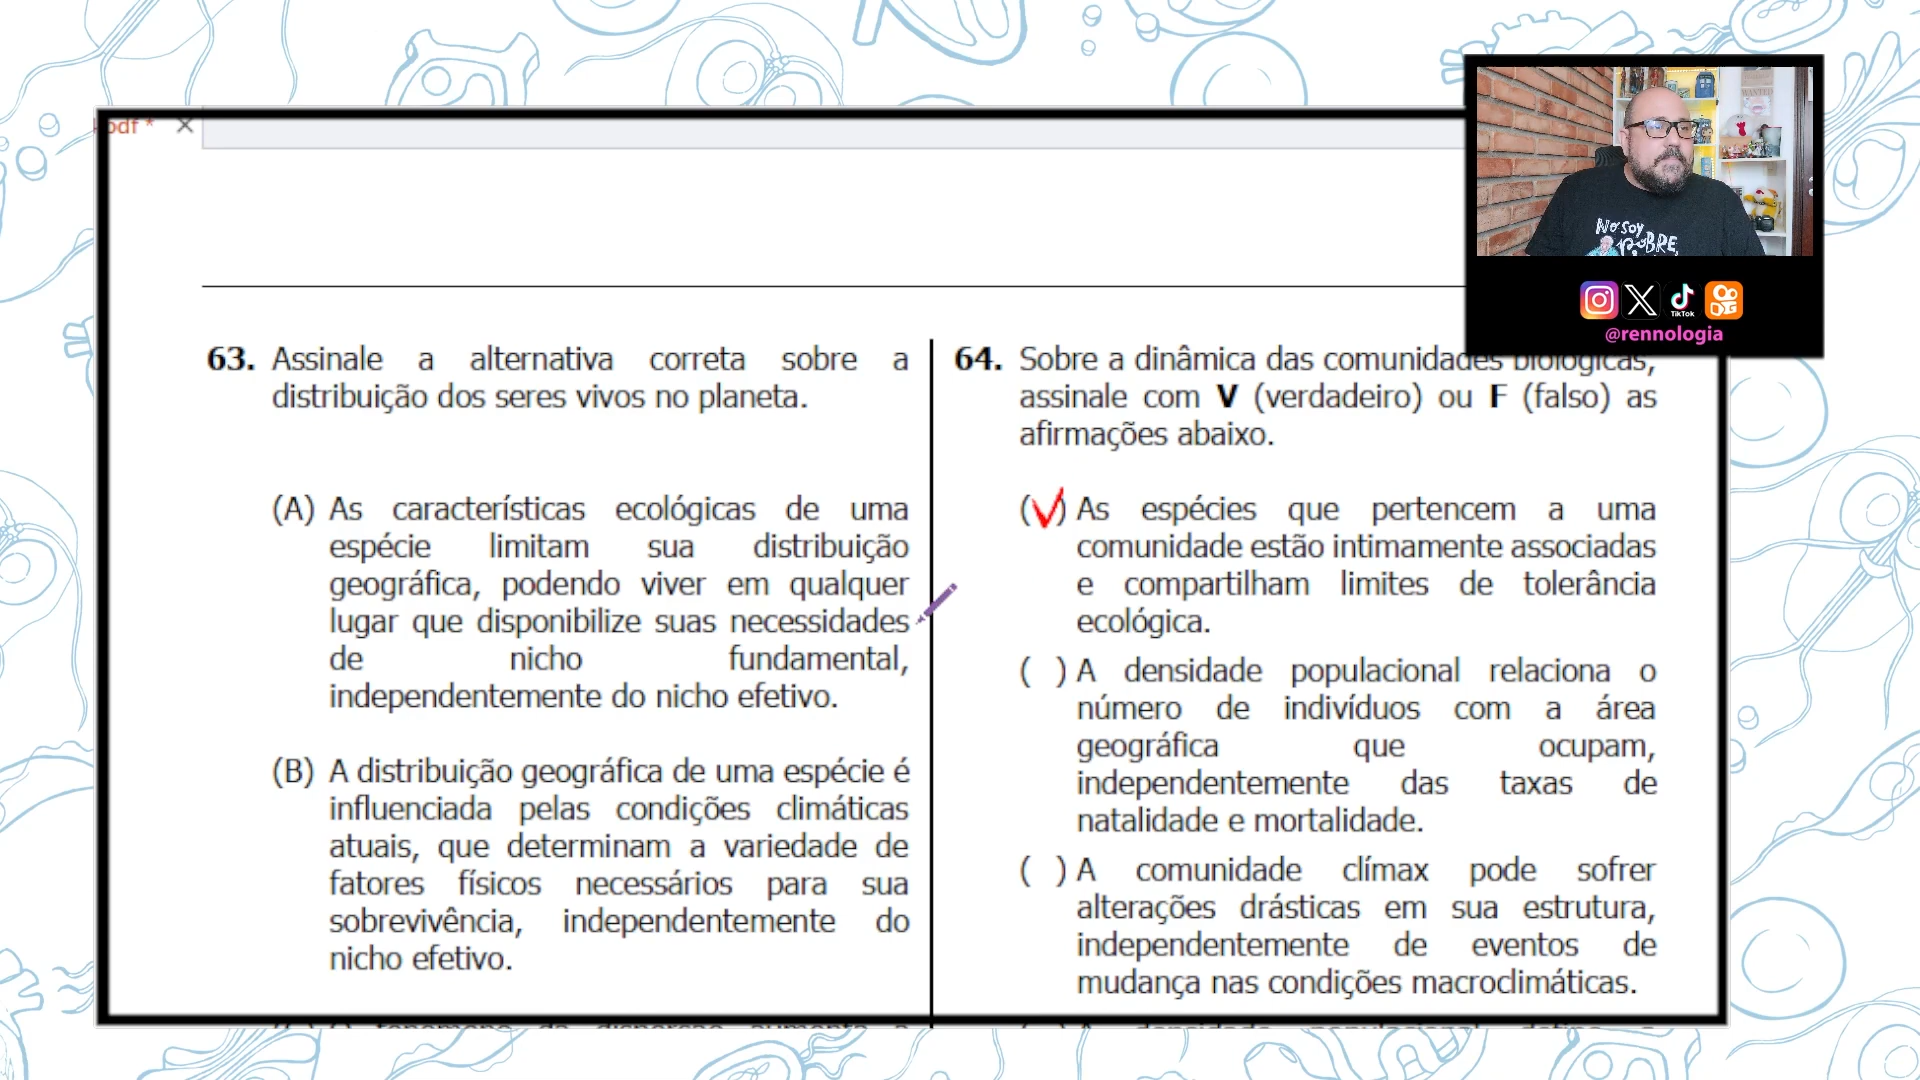 pdf *
No soy
POBRE,
TikTok
@rennologia
63. Assinale a alternativa correta sobre a
distribuição dos seres vivos no planeta.
(A) As características ecológicas de uma
espécie limitam sua distribuição
geográfica, podendo viver em qualquer
lugar que disponibilize suas necessidades
de nicho fundamental,
independentemente do nicho efetivo.
(B) A distribuição geográfica de uma espécie é
influenciada pelas condições climáticas
atuais, que determinam a variedade de
fatores físicos necessários para sua
sobrevivência, independentemente do
nicho efetivo.
64. Sobre a dinâmica das comunidades biológicas,
assinale com V (verdadeiro) ou F (falso) as
afirmações abaixo.
(V) As espécies que pertencem a uma
comunidade estão intimamente associadas
e compartilham limites de tolerância
ecológica.
( ) A densidade populacional relaciona o
número de indivíduos com a área
geográfica que ocupam,
independentemente das taxas de
natalidade e mortalidade.
( ) A comunidade clímax pode sofrer
alterações drásticas em sua estrutura,
independentemente de eventos de
mudança nas condições macroclimáticas.